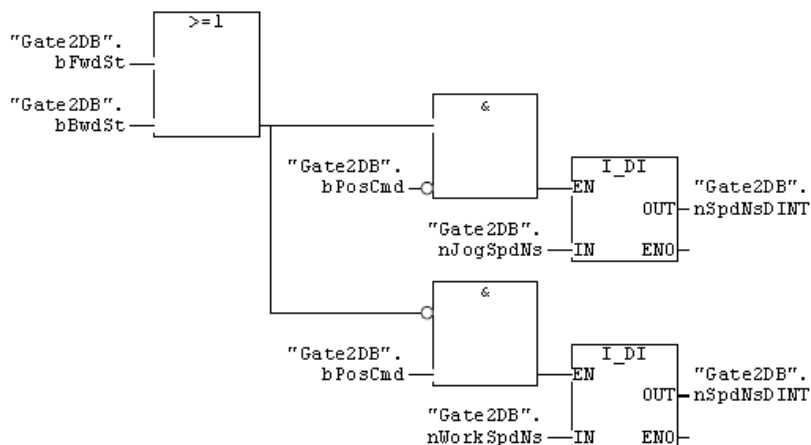 >=1
"Gate2DB".
bFwdSt
"Gate2DB".
bBwdSt
&
"Gate2DB".
bPosCmd
I_DI
EN
"Gate2DB".
OUT nSpdNsDINT
"Gate2DB".
nJogSpdNs IN ENO
&
"Gate2DB".
bPosCmd
I_DI
EN
"Gate2DB".
OUT nSpdNsDINT
"Gate2DB".
nWorkSpdNs IN ENO